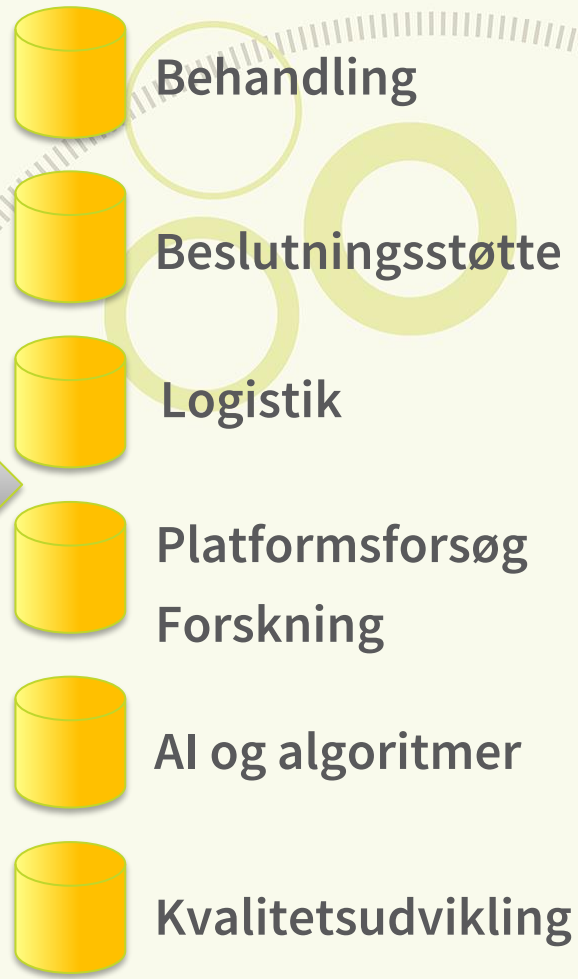 Behandling
Beslutningsstøtte
Logistik
Platformsforsøg
Forskning
AI og algoritmer
Kvalitetsudvikling